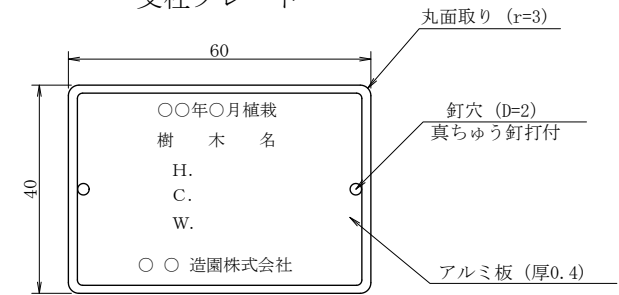 丸面取り (r=3)
60
○○年○月植栽
釘穴 (D=2)
真ちゅう釘打付
樹 木 名
H.
40
C.
W.
○ ○ 造園株式会社
アルミ板 (厚0.4)